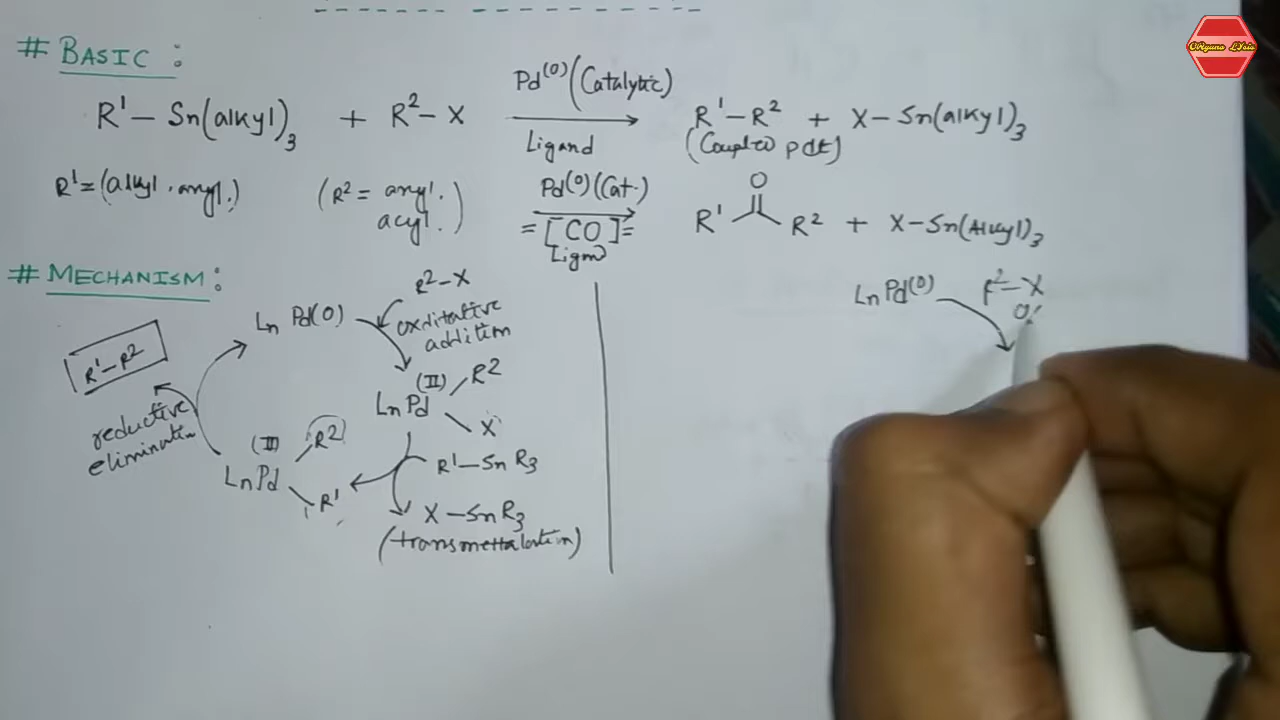 # BASIC :
R¹ – Sn(alkyl)₃ + R² – X
Pd⁽⁰⁾(Catalytic)
Ligand
R¹ – R² + X – Sn(alkyl)₃
(Coupled pdt)
R¹ = (alkyl, aryl.)
(R² = aryl. acyl.)
Pd⁽⁰⁾(Cat.)
= [CO] =
O
R¹ R² + X – Sn(Alkyl)₃
# MECHANISM :
R² – X
Ln Pd(0)
oxditative
addition
R¹ – R²
reductive
elimination
(II)
LnPd
R²
X
R¹ – Sn R₃
(II)
LnPd
R²
R¹
X – Sn R₃
Ln Pd⁽⁰⁾
R² – X